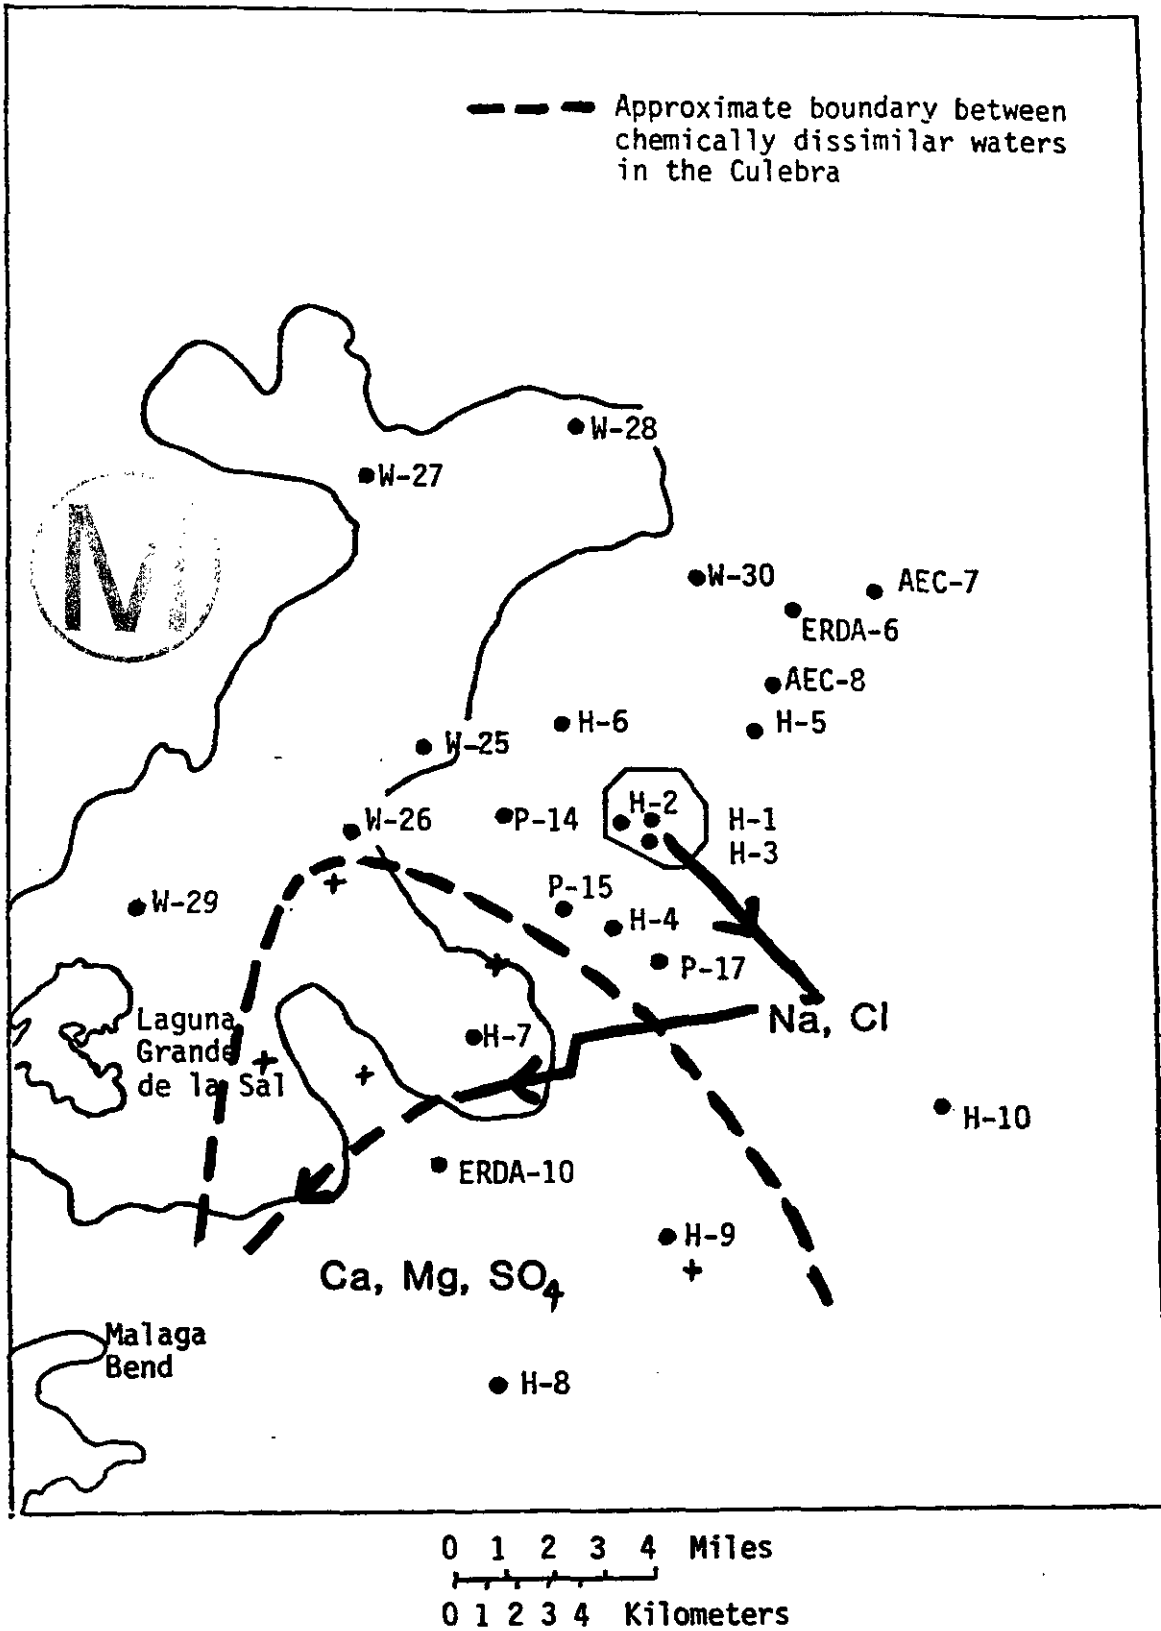 Approximate boundary between
chemically dissimilar waters
in the Culebra
W-28
W-27
M
W-30
AEC-7
ERDA-6
AEC-8
H-6
H-5
W-25
H-2
W-26
P-14
H-1
H-3
P-15
W-29
H-4
P-17
Laguna
Grande
de la Sal
Na, Cl
H-7
H-10
ERDA-10
H-9
Ca, Mg, SO4
Malaga
Bend
H-8
0 1 2 3 4 Miles
0 1 2 3 4 Kilometers